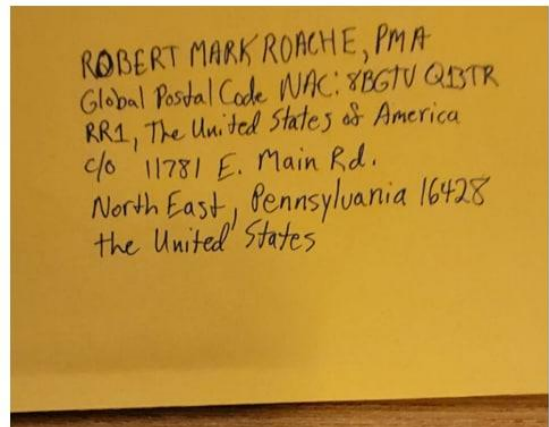 ROBERT MARK ROACHE, PMA
Global Postal Code NAC: 8BGTV Q13TR
RR1, The United States of America
c/o 11781 E. Main Rd.
North East, Pennsylvania 16428
the United States